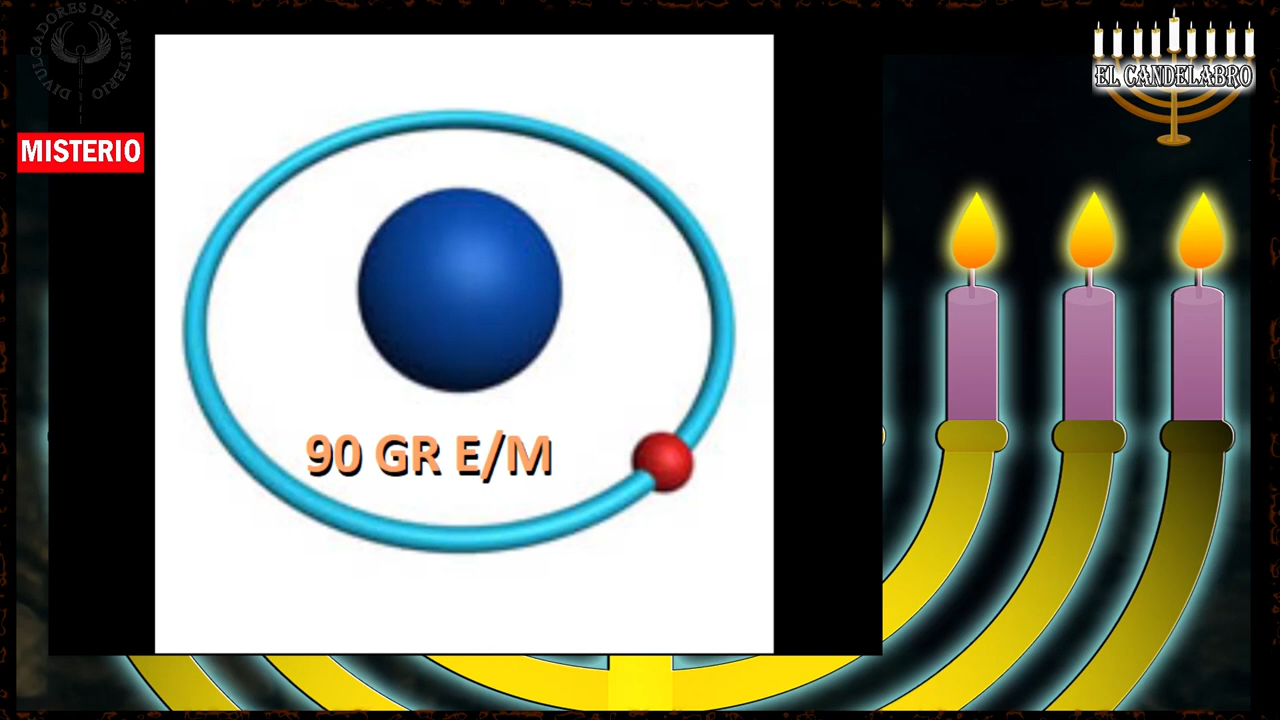 DIVULGADORES DEL MISTERIO
MISTERIO
EL CANDELABRO
90 GR E/M